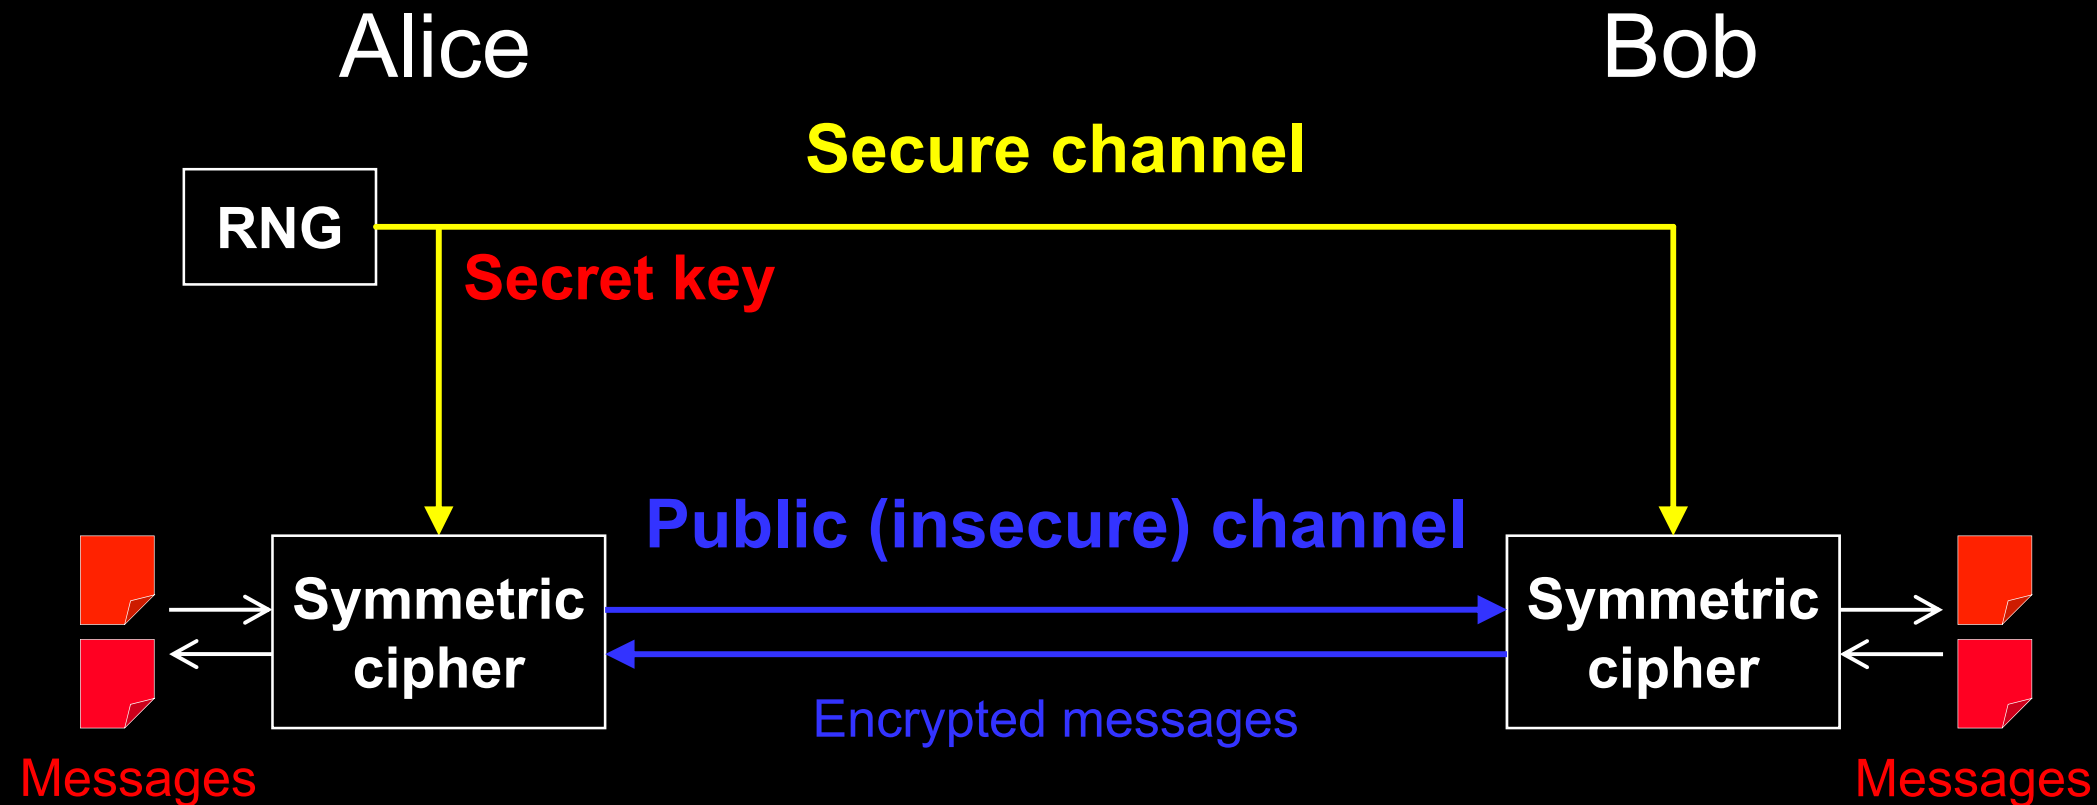 Alice
Bob
Secure channel
RNG
Secret key
Public (insecure) channel
Symmetric
cipher
Symmetric
cipher
Encrypted messages
Messages
Messages